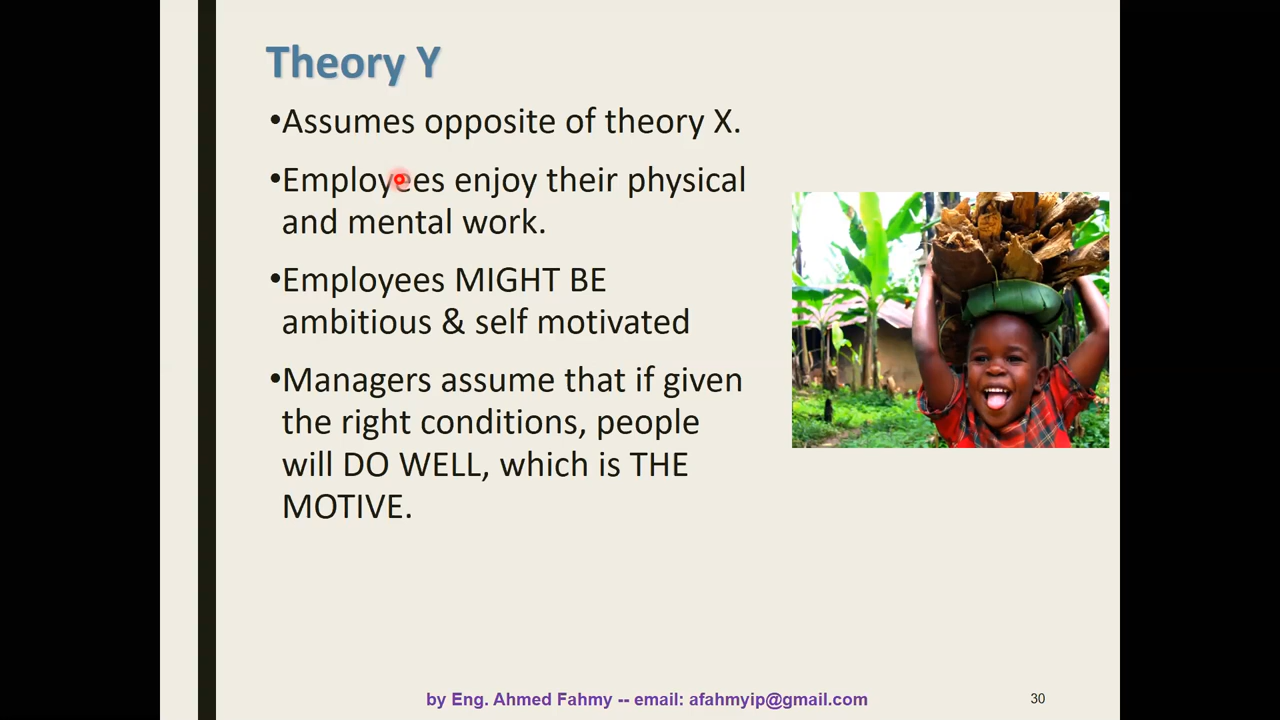 Theory Y
•Assumes opposite of theory X.
•Employees enjoy their physical
and mental work.
•Employees MIGHT BE
ambitious & self motivated
•Managers assume that if given
the right conditions, people
will DO WELL, which is THE
MOTIVE.
by Eng. Ahmed Fahmy -- email: afahmyip@gmail.com
30